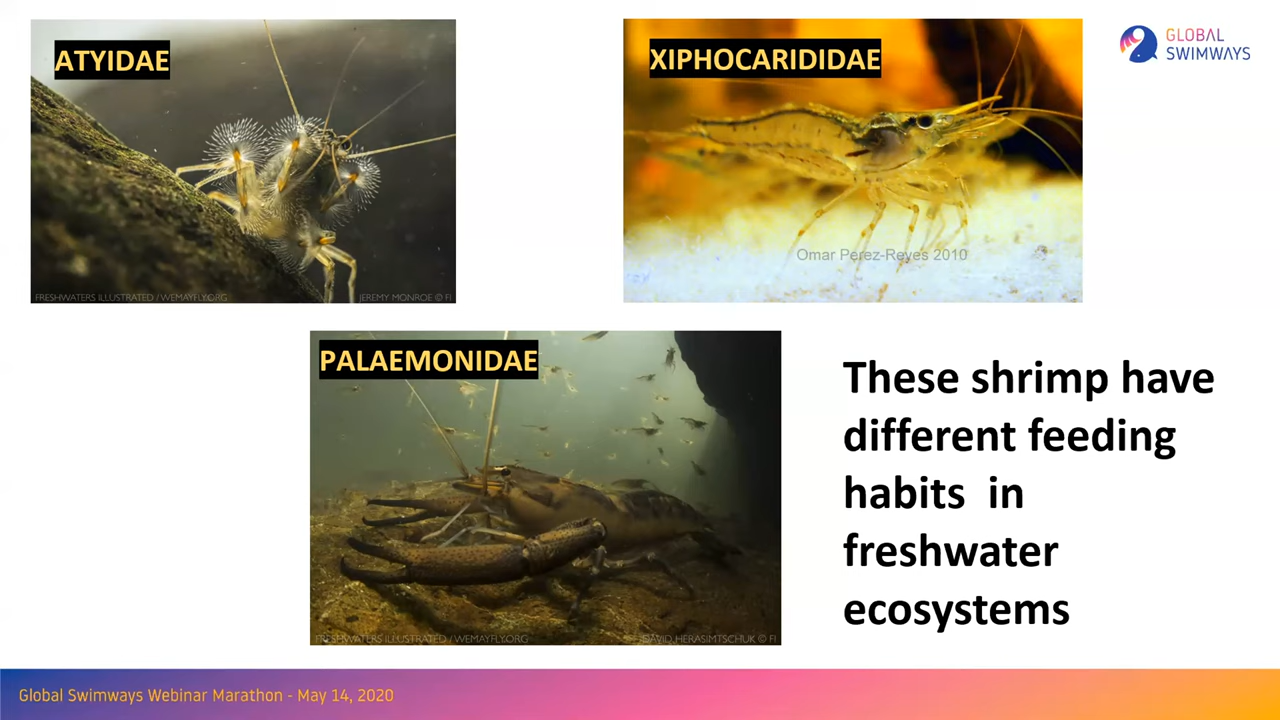 ATYIDAE
XIPHOCARIDIDAE
GLOBAL
SWIMWAYS
Omar Perez-Reyes 2010
FRESHWATERS ILLUSTRATED / WEMAYFLY.ORG
JEREMY MONROE © FI
PALAEMONIDAE
These shrimp have
different feeding
habits in
freshwater
ecosystems
FRESHWATERS ILLUSTRATED / WEMAYFLY.ORG
DAVID HERASIMTSCHUK © FI
Global Swimways Webinar Marathon - May 14, 2020